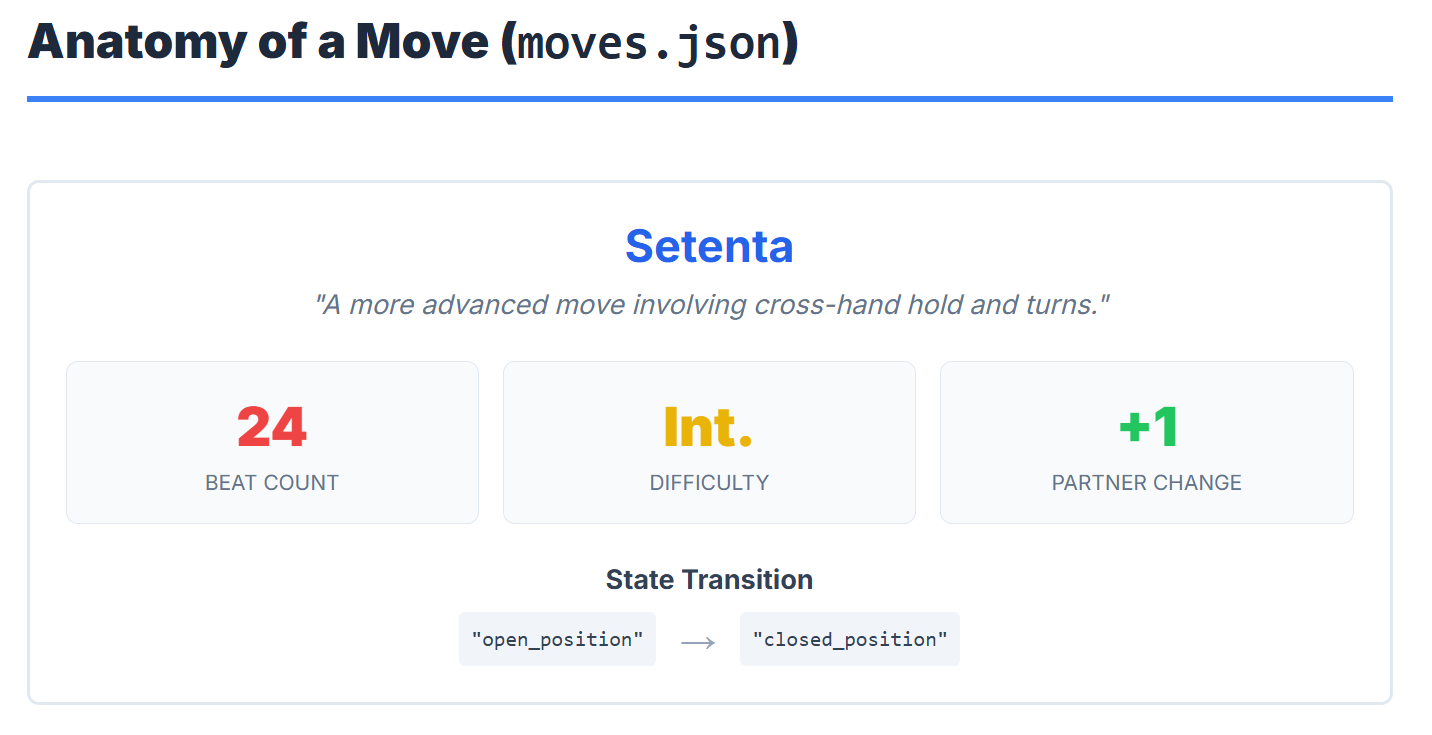 Anatomy of a Move (moves.json)
Setenta
"A more advanced move involving cross-hand hold and turns."
24
BEAT COUNT
Int.
DIFFICULTY
+1
PARTNER CHANGE
State Transition
"open_position" → "closed_position"